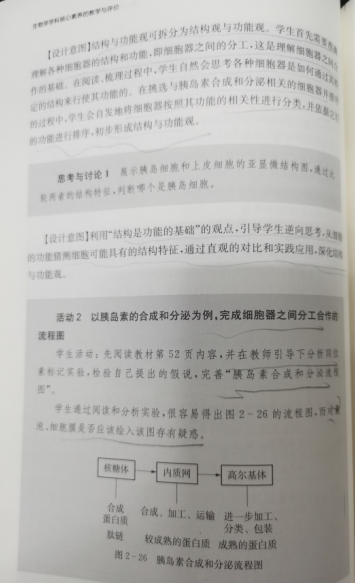 生物学学科核心素养的教学与评价
【设计意图】结构与功能观可拆分为结构观与功能观。学生首先需要
理解各种细胞器的结构和功能，即细胞器之间的分工，这是理解细胞器之间
作的基础。在阅读、梳理过程中，学生自然会思考各种细胞器是如何通过其
定的结构来行使其功能的。在挑选与胰岛素合成和分泌相关的细胞器并排
的过程中，学生会自发地将细胞器按照其功能的相关性进行分类，并依据
的功能进行排序，初步形成结构与功能观。
思考与讨论1 展示胰岛细胞和上皮细胞的亚显微结构图，通过比
较两者的结构特征，判断哪个是胰岛细胞。
【设计意图】利用“结构是功能的基础”的观点，引导学生逆向思考，从细胞
的功能猜测细胞可能具有的结构特征，通过直观的对比和实践应用，深化结构
与功能观。
活动2 以胰岛素的合成和分泌为例，完成细胞器之间分工合作的
流程图
学生活动：先阅读教材第52页内容，并在教师引导下分析同位
素标记实验，检验自己提出的假说，完善“胰岛素合成和分泌流程
图”。
学生通过阅读和分析实验，很容易得出图2-26的流程图，而对
泡、细胞膜是否应该绘入该图存有疑惑。
核糖体 内质网 高尔基体
合成 合成、加工、运输 进一步加工、
蛋白质 分类、包装
肽链 较成熟的蛋白质 成熟的蛋白质
图2-26 胰岛素合成和分泌流程图